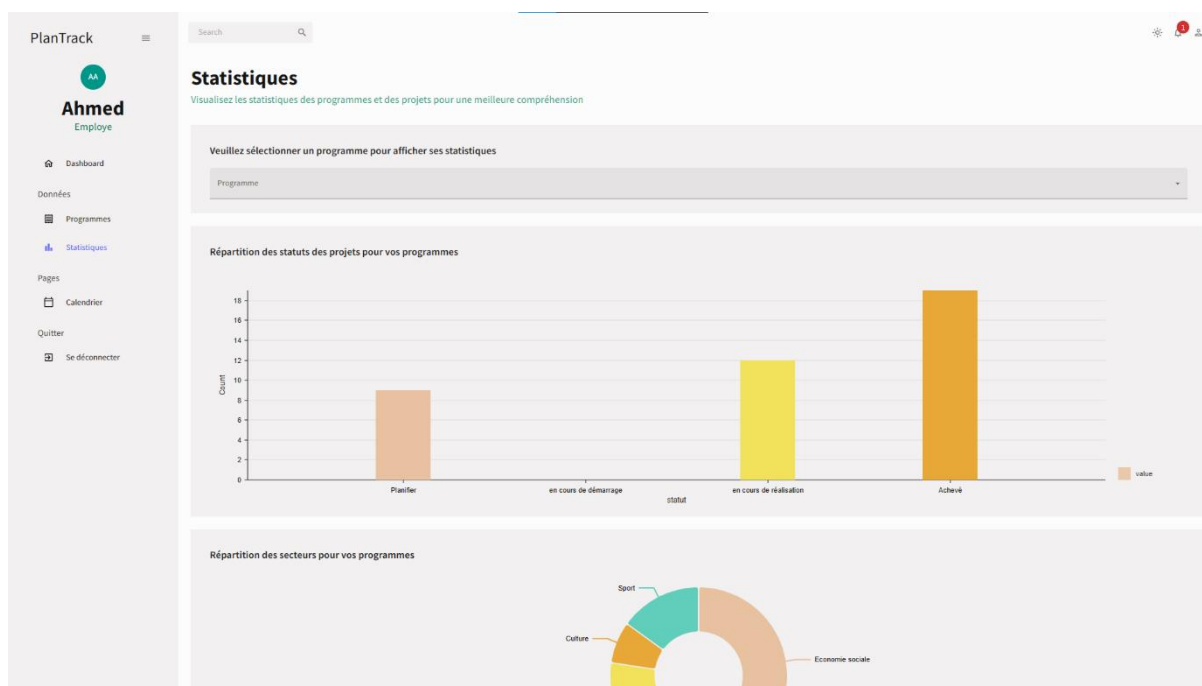 PlanTrack
Search
1
AA
Ahmed
Employe
Dashboard
Données
Programmes
Statistiques
Pages
Calendrier
Quitter
Se déconnecter
Statistiques
Visualisez les statistiques des programmes et des projets pour une meilleure compréhension
Veuillez sélectionner un programme pour afficher ses statistiques
Programme
Répartition des statuts des projets pour vos programmes
18
16
14
12
10
8
6
4
2
0
Count
Planifier
en cours de démarrage
en cours de réalisation
Achevé
statut
value
Répartition des secteurs pour vos programmes
Sport
Culture
Economie sociale